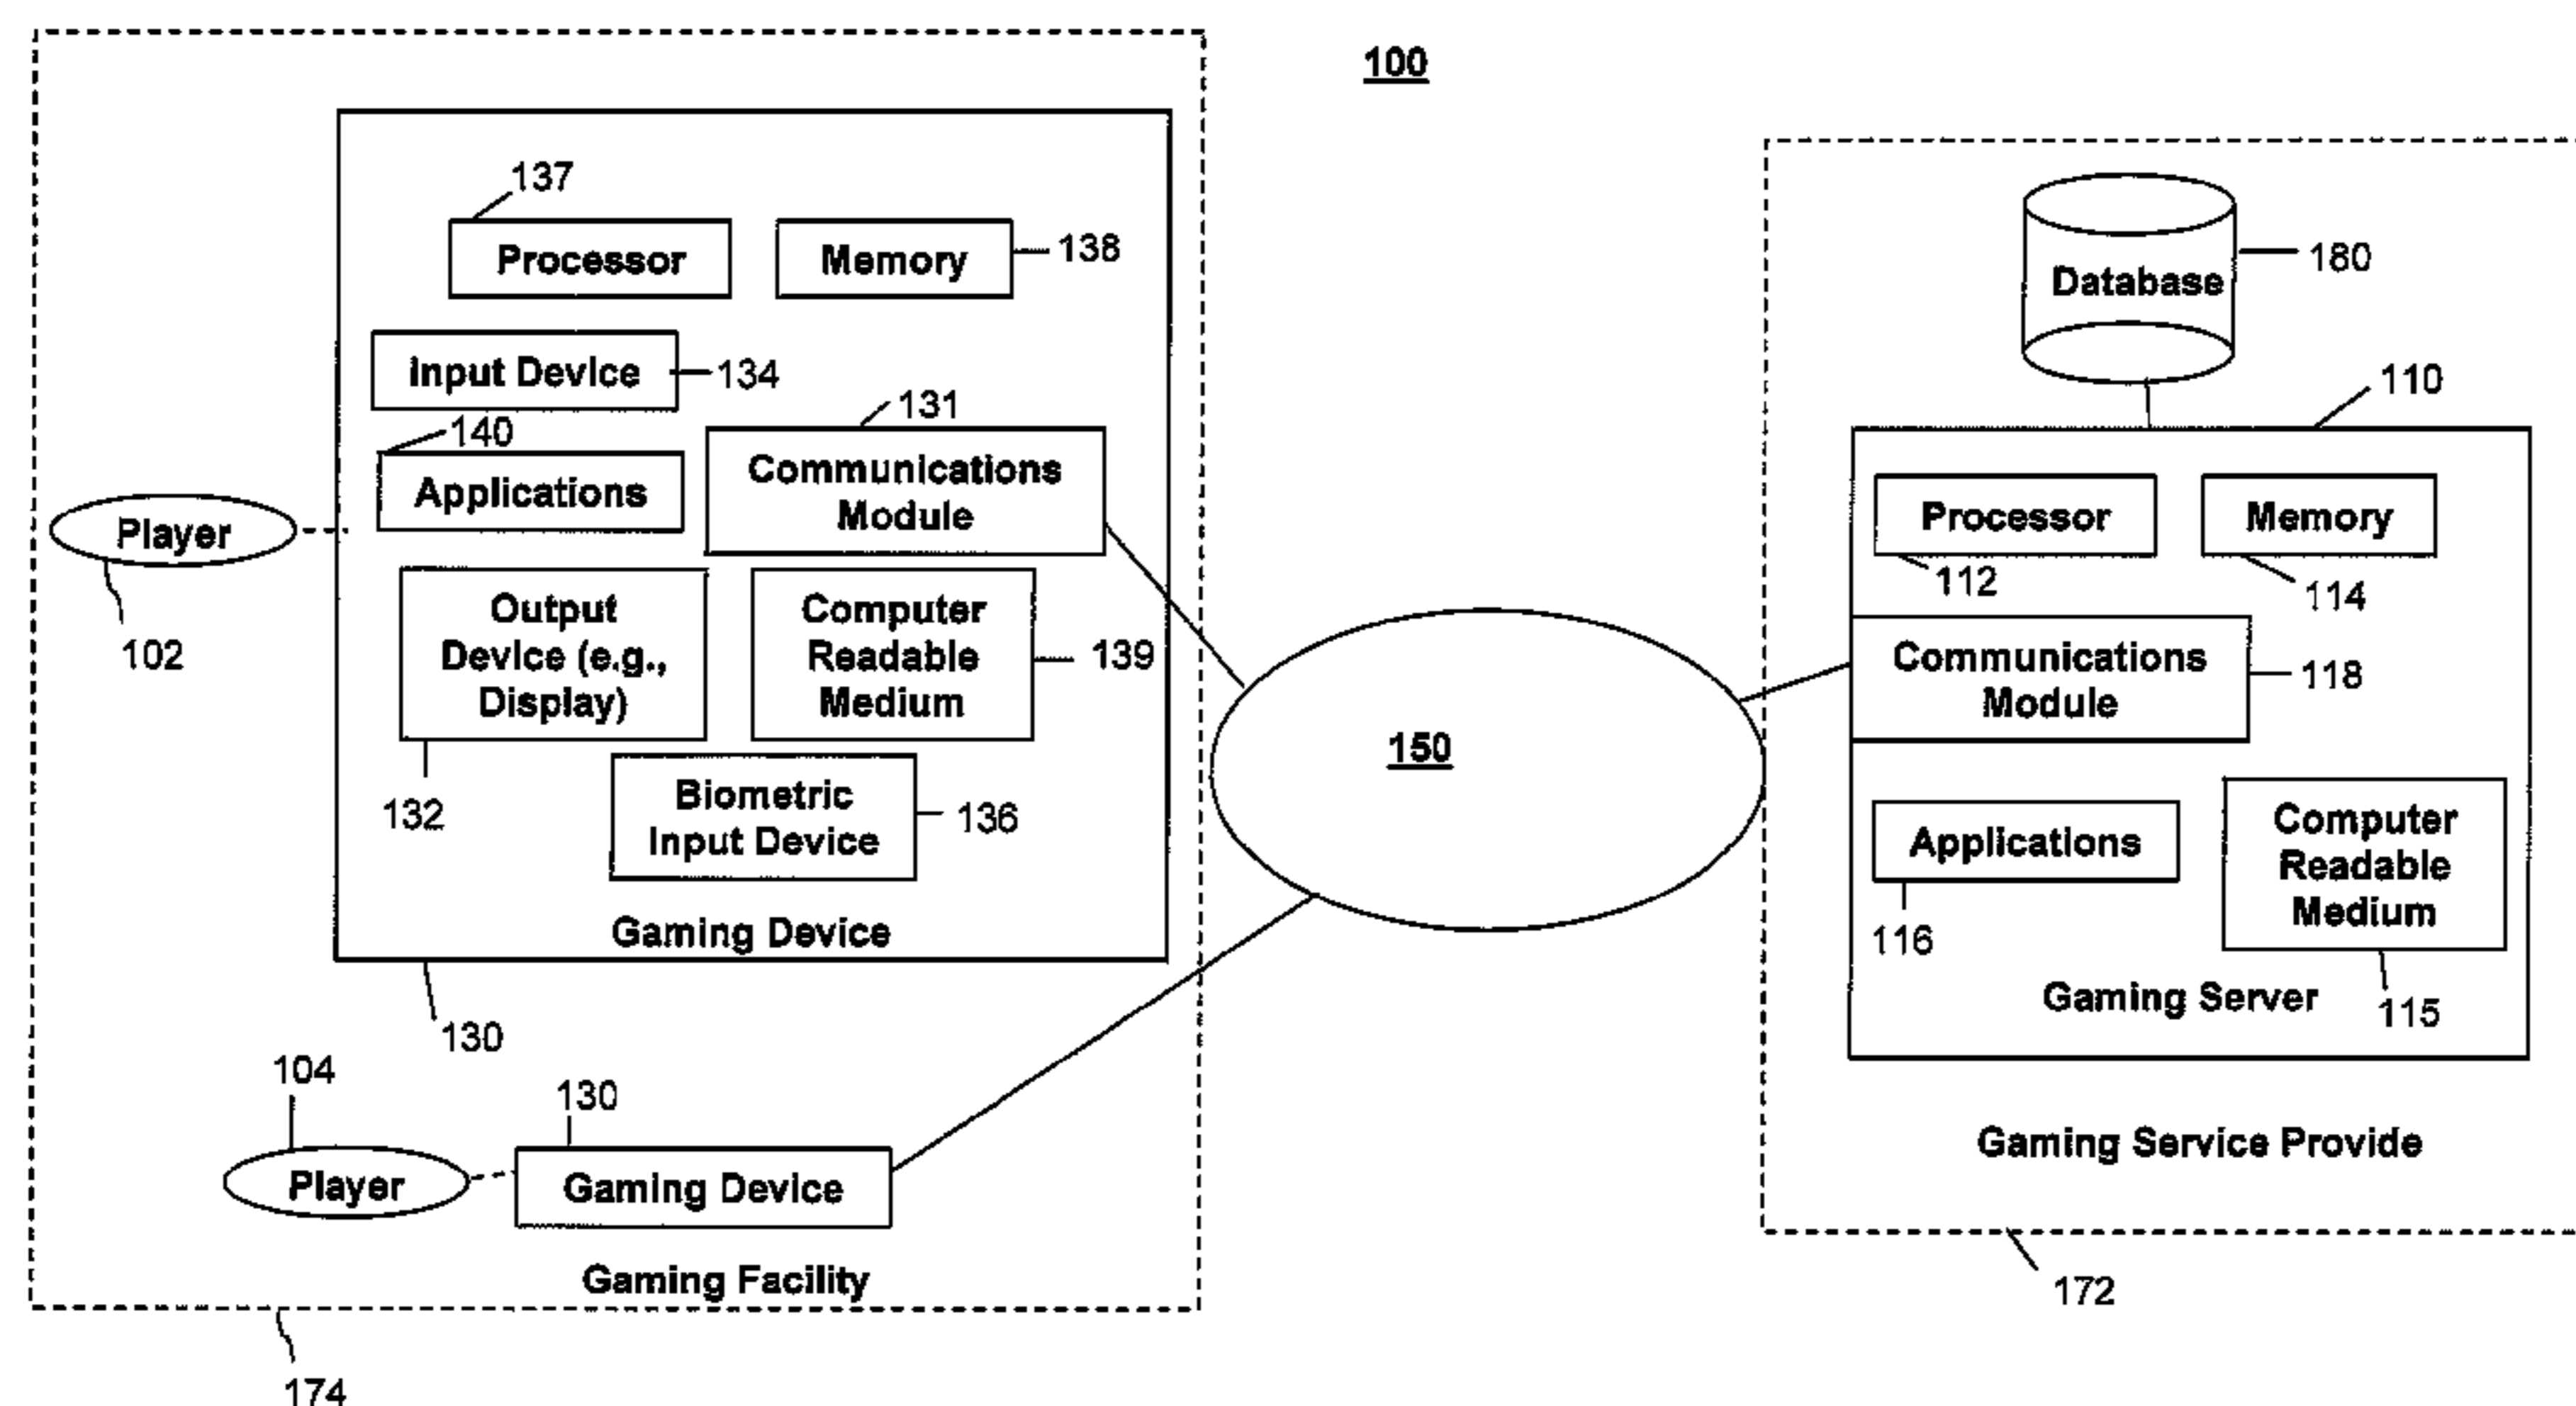 100
137
Processor
Memory
138
Input Device
134
140
Applications
131
Communications
Module
Player
102
Output
Device (e.g.,
Display)
132
Computer
Readable
Medium
139
Biometric
Input Device
136
Gaming Device
130
104
Player
130
Gaming Device
Gaming Facility
174
150
Database
180
110
Processor
112
Memory
114
Communications
Module
118
Applications
116
Computer
Readable
Medium
115
Gaming Server
Gaming Service Provide
172